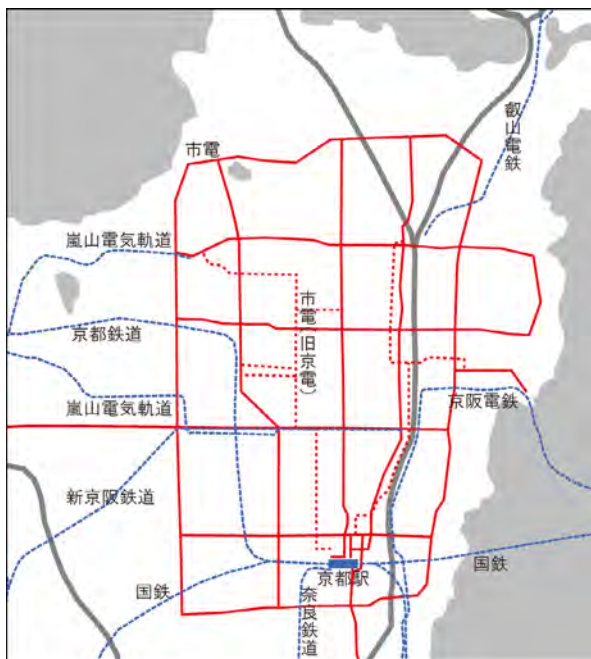 叡山電鉄
市電
嵐山電気軌道
市電(旧京電)
京都鉄道
嵐山電気軌道
京阪電鉄
新京阪鉄道
国鉄
京都駅
国鉄
奈良鉄道